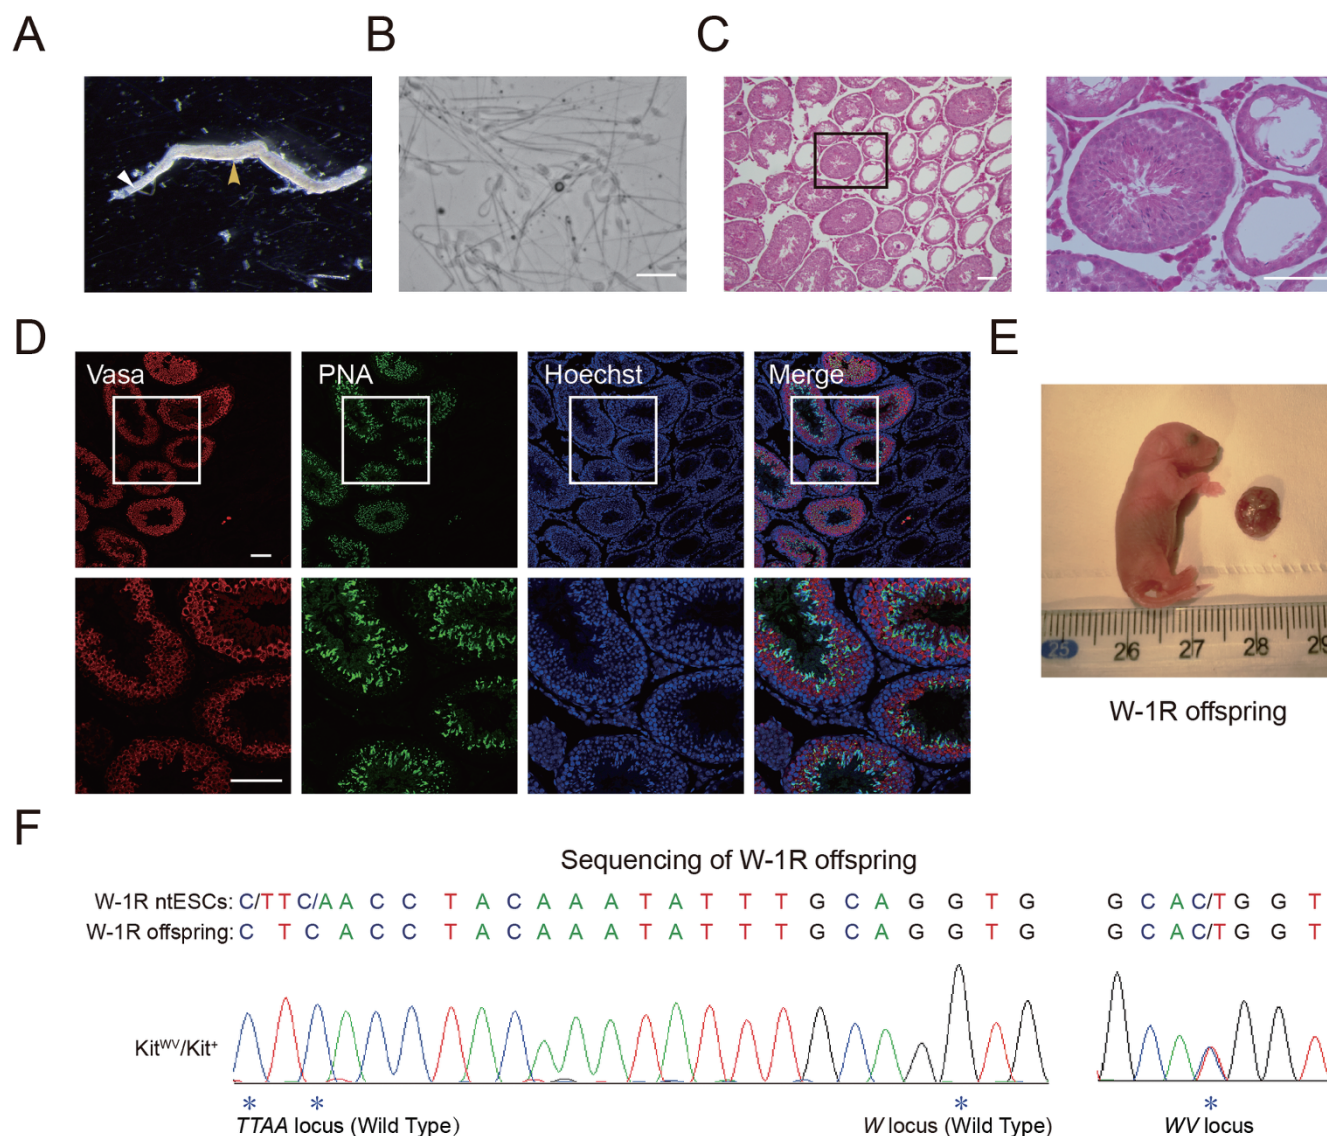 A
B
C
D
Vasa
PNA
Hoechst
Merge
E
25 26 27 28 29
W-1R offspring
F
Sequencing of W-1R offspring
W-1R ntESCs: C/T T C/A A C C T A C A A A T A T T T G C A G G T G G C A C/T G G T
W-1R offspring: C T C A C C T A C A A A T A T T T G C A G G T G G C A C/T G G T
Kit^WV/Kit^+
* * * *
TTAA locus (Wild Type) W locus (Wild Type) WV locus